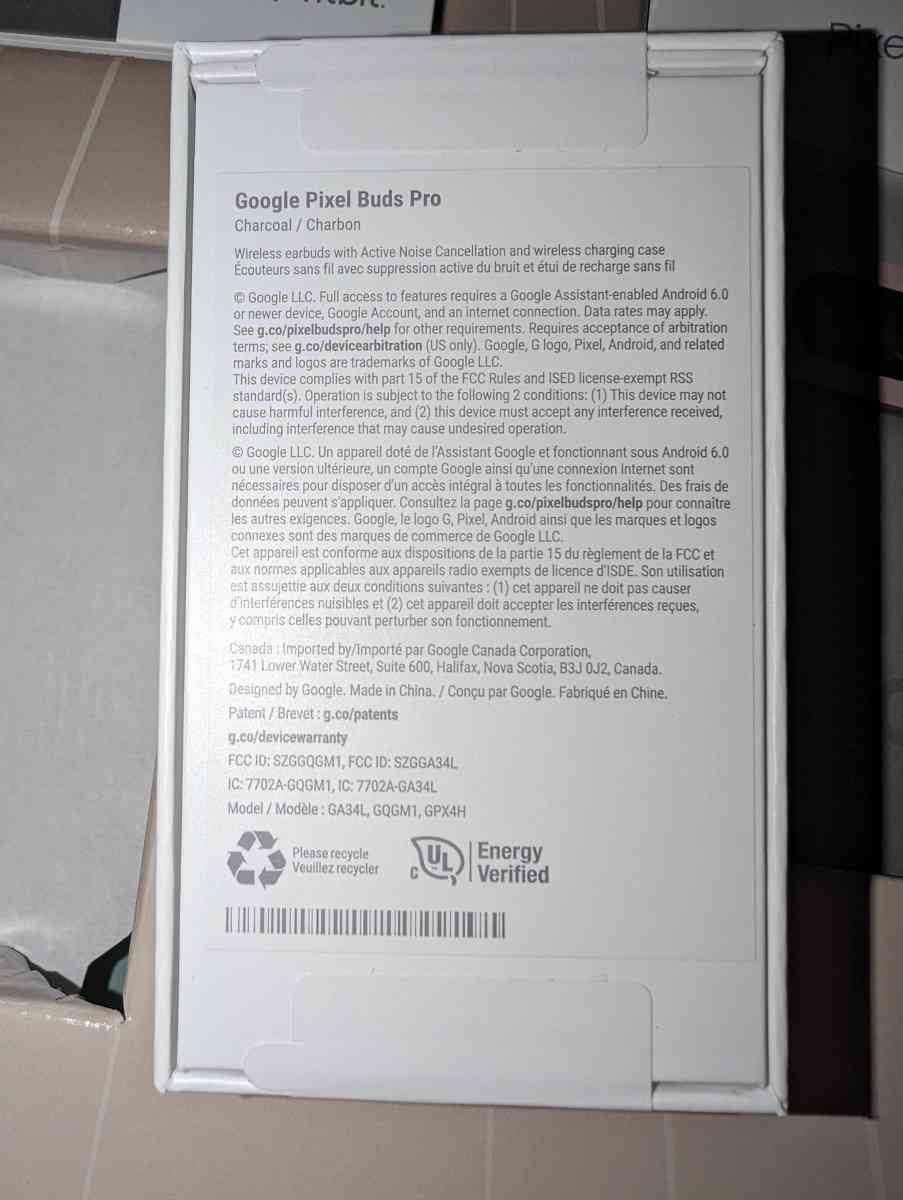 Google Pixel Buds Pro
Charcoal / Charbon
Wireless earbuds with Active Noise Cancellation and wireless charging case
Écouteurs sans fil avec suppression active du bruit et étui de recharge sans fil
© Google LLC. Full access to features requires a Google Assistant-enabled Android 6.0
or newer device, Google Account, and an internet connection. Data rates may apply.
See g.co/pixelbudspro/help for other requirements. Requires acceptance of arbitration
terms; see g.co/devicearbitration (US only). Google, G logo, Pixel, Android, and related
marks and logos are trademarks of Google LLC.
This device complies with part 15 of the FCC Rules and ISED license-exempt RSS
standard(s). Operation is subject to the following 2 conditions: (1) This device may not
cause harmful interference, and (2) this device must accept any interference received,
including interference that may cause undesired operation.
© Google LLC. Un appareil doté de l'Assistant Google et fonctionnant sous Android 6.0
ou une version ultérieure, un compte Google ainsi qu'une connexion Internet sont
nécessaires pour disposer d'un accès intégral à toutes les fonctionnalités. Des frais de
données peuvent s'appliquer. Consultez la page g.co/pixelbudspro/help pour connaître
les autres exigences. Google, le logo G, Pixel, Android ainsi que les marques et logos
connexes sont des marques de commerce de Google LLC.
Cet appareil est conforme aux dispositions de la partie 15 du règlement de la FCC et
aux normes applicables aux appareils radio exempts de licence d'ISDE. Son utilisation
est assujettie aux deux conditions suivantes : (1) cet appareil ne doit pas causer
d'interférences nuisibles et (2) cet appareil doit accepter les interférences reçues,
y compris celles pouvant perturber son fonctionnement.
Canada : Imported by/Importé par Google Canada Corporation,
1741 Lower Water Street, Suite 600, Halifax, Nova Scotia, B3J 0J2, Canada.
Designed by Google. Made in China. / Conçu par Google. Fabriqué en Chine.
Patent / Brevet : g.co/patents
g.co/devicewarranty
FCC ID: SZGGQGM1, FCC ID: SZGGA34L
IC: 7702A-GQGM1, IC: 7702A-GA34L
Model / Modèle : GA34L, GQGM1, GPX4H
Please recycle
Veuillez recycler
c UL
Energy
Verified